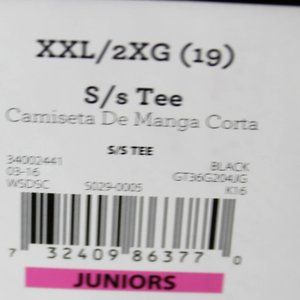 XXL/2XG (19)
S/s Tee
Camiseta De Manga Corta
S/S TEE
34002441 BLACK
03-16 GT36G204JG
WSDSC 5029-0005 K16
7 32409 86377 0
JUNIORS